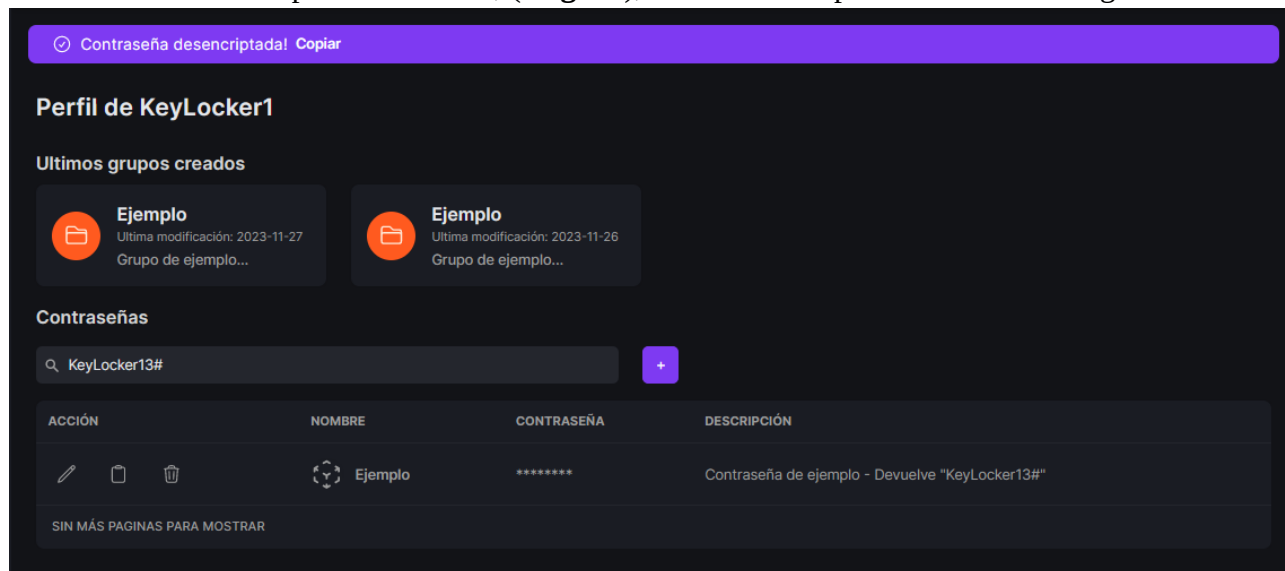 Contraseña desencriptada! Copiar
Perfil de KeyLocker1
Ultimos grupos creados
Ejemplo
Ultima modificación: 2023-11-27
Grupo de ejemplo...
Ejemplo
Ultima modificación: 2023-11-26
Grupo de ejemplo...
Contraseñas
KeyLocker13#
+
ACCIÓN NOMBRE CONTRASEÑA DESCRIPCIÓN
Ejemplo ******** Contraseña de ejemplo - Devuelve "KeyLocker13#"
SIN MÁS PAGINAS PARA MOSTRAR